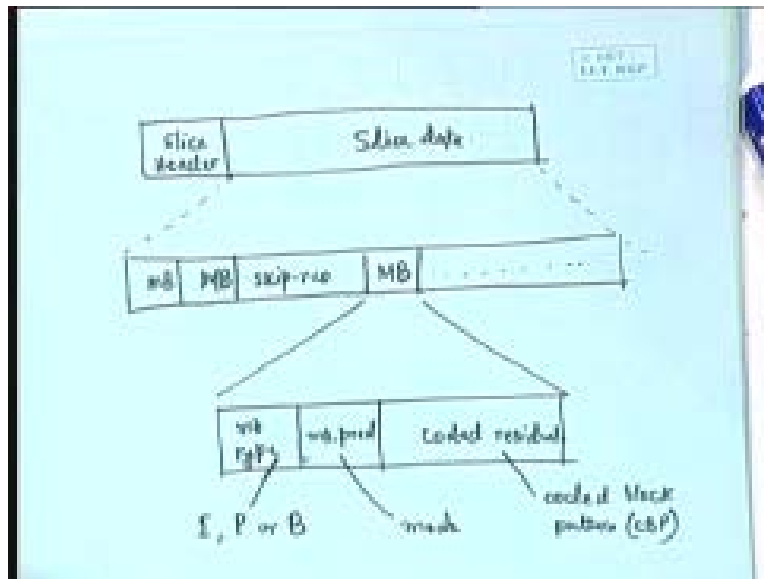 Slice
Header
Slice data
MB
MB
skip-run
MB
mb
type
mb.pred
Coded residual
I, P or B
mode
coded block
pattern (CBP)